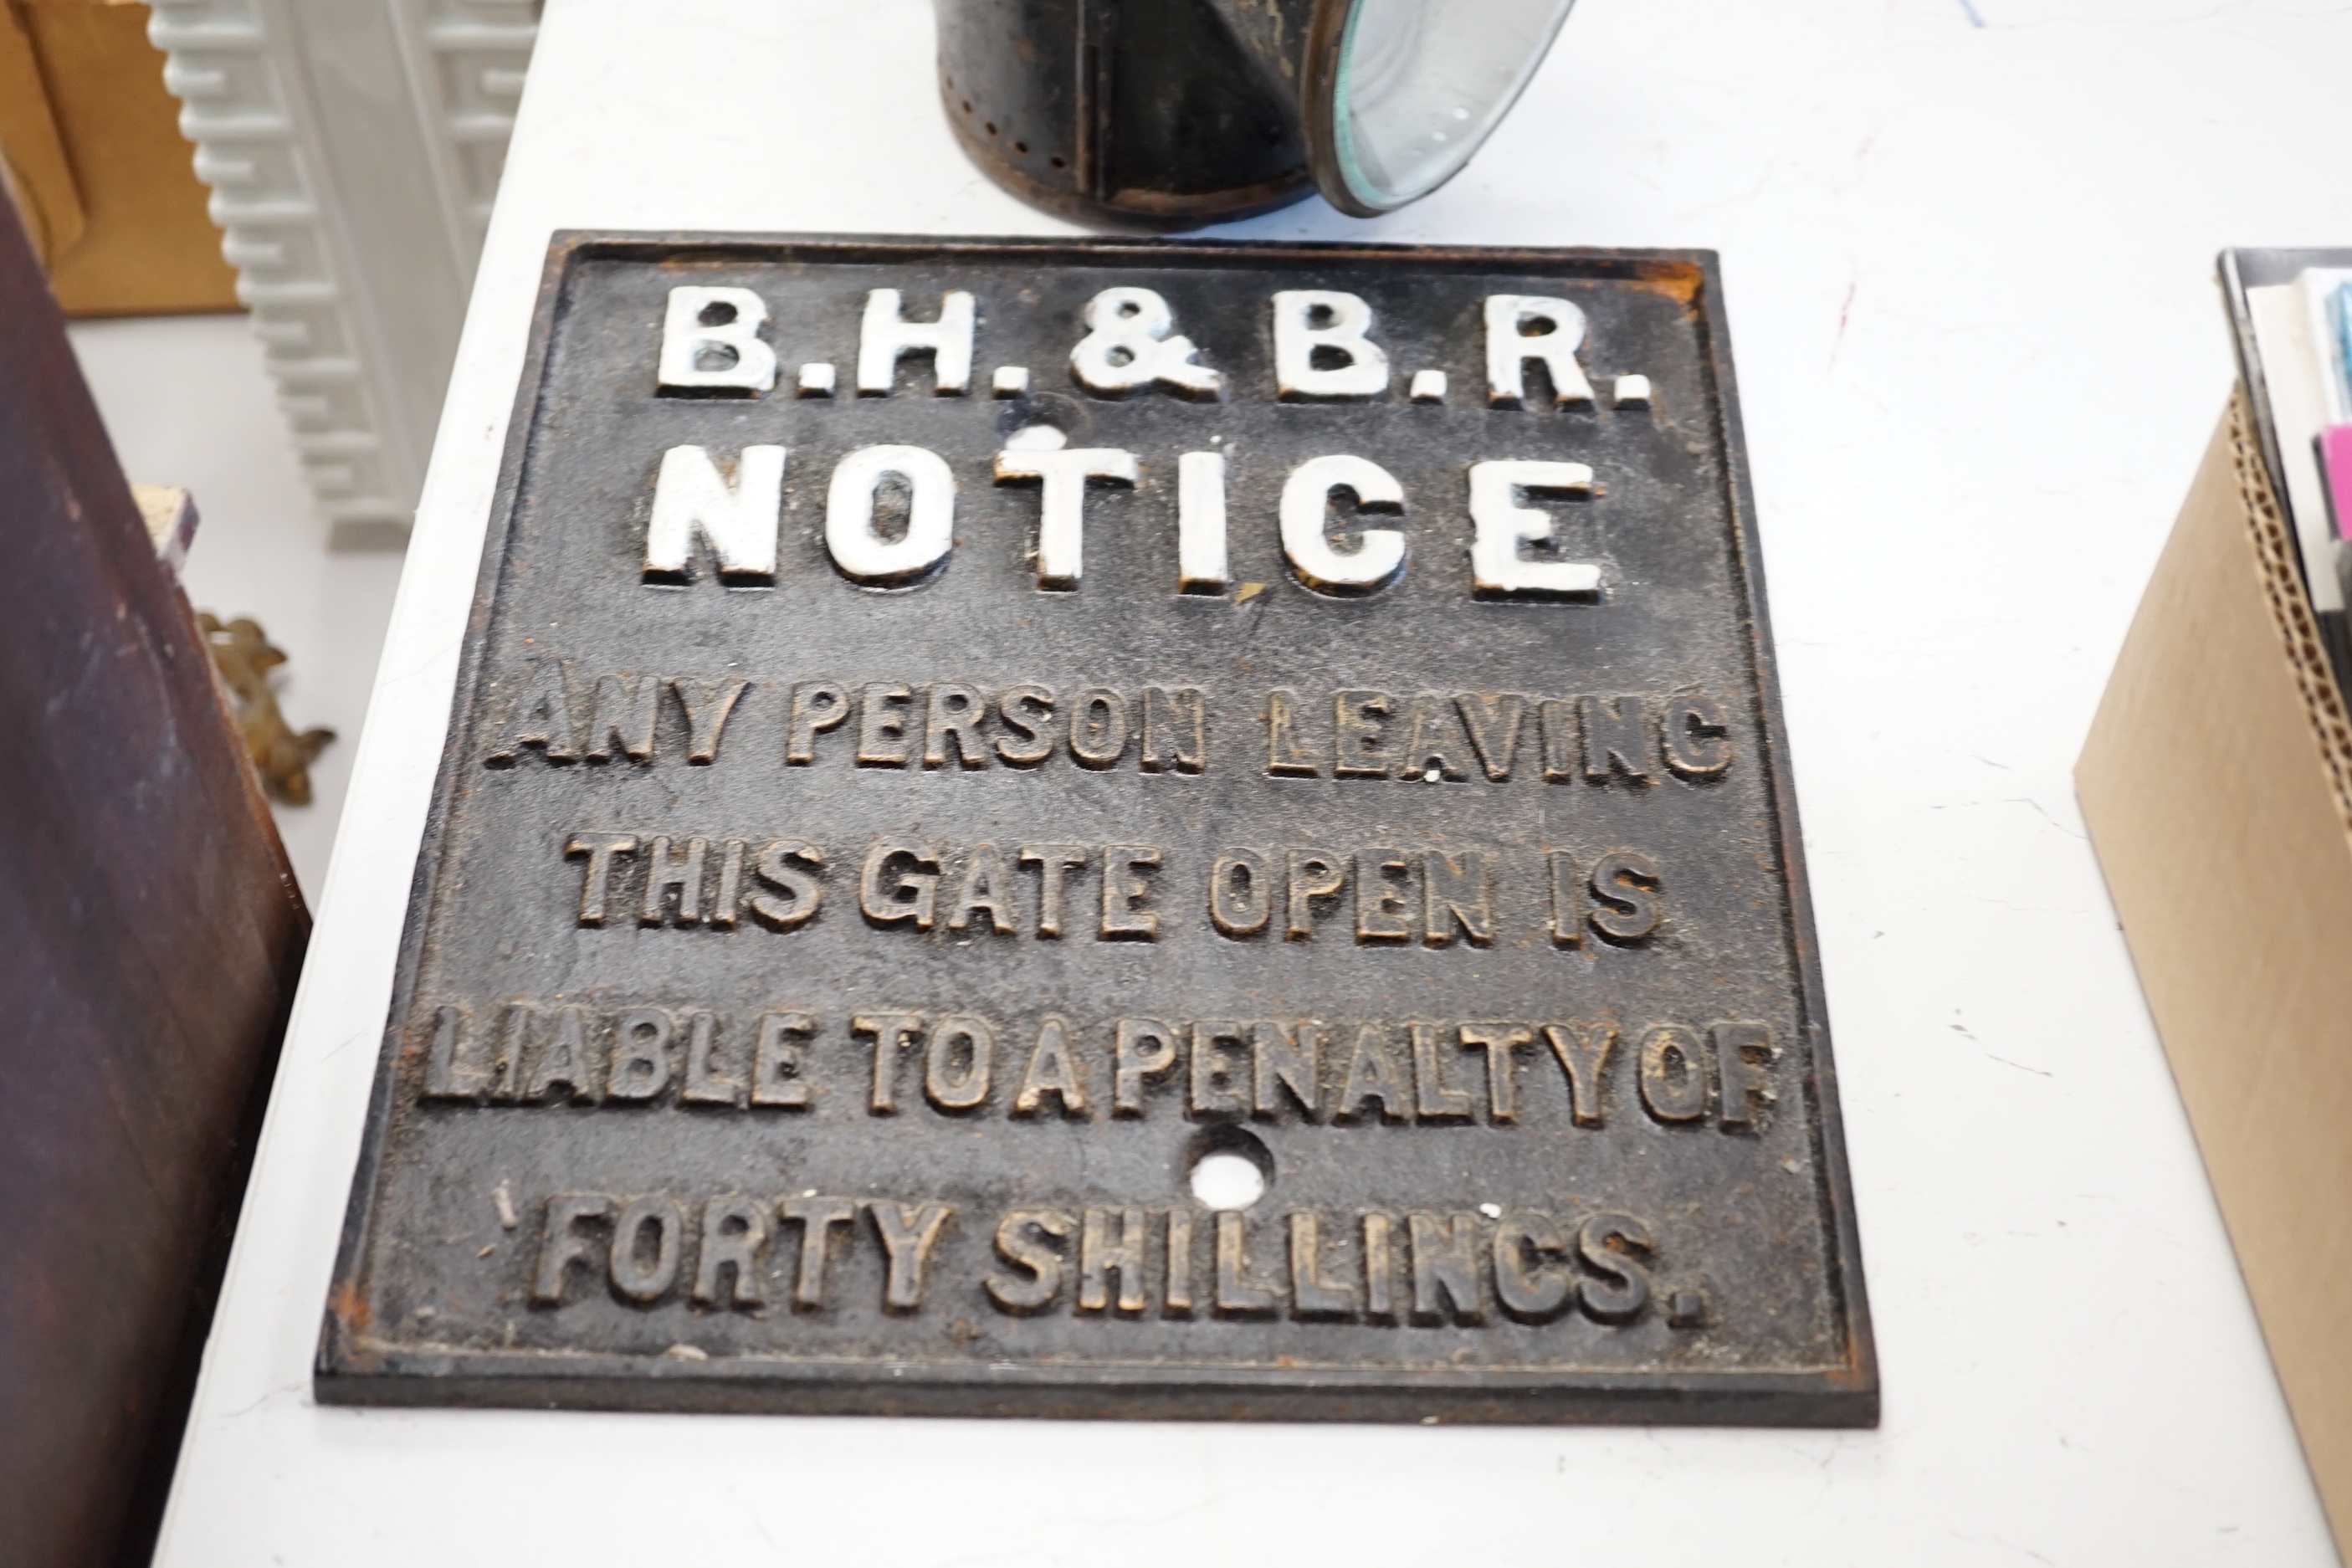 B.H.& B.R.
NOTICE
ANY PERSON LEAVING
THIS GATE OPEN IS
LIABLE TO A PENALTY OF
FORTY SHILLINGS.